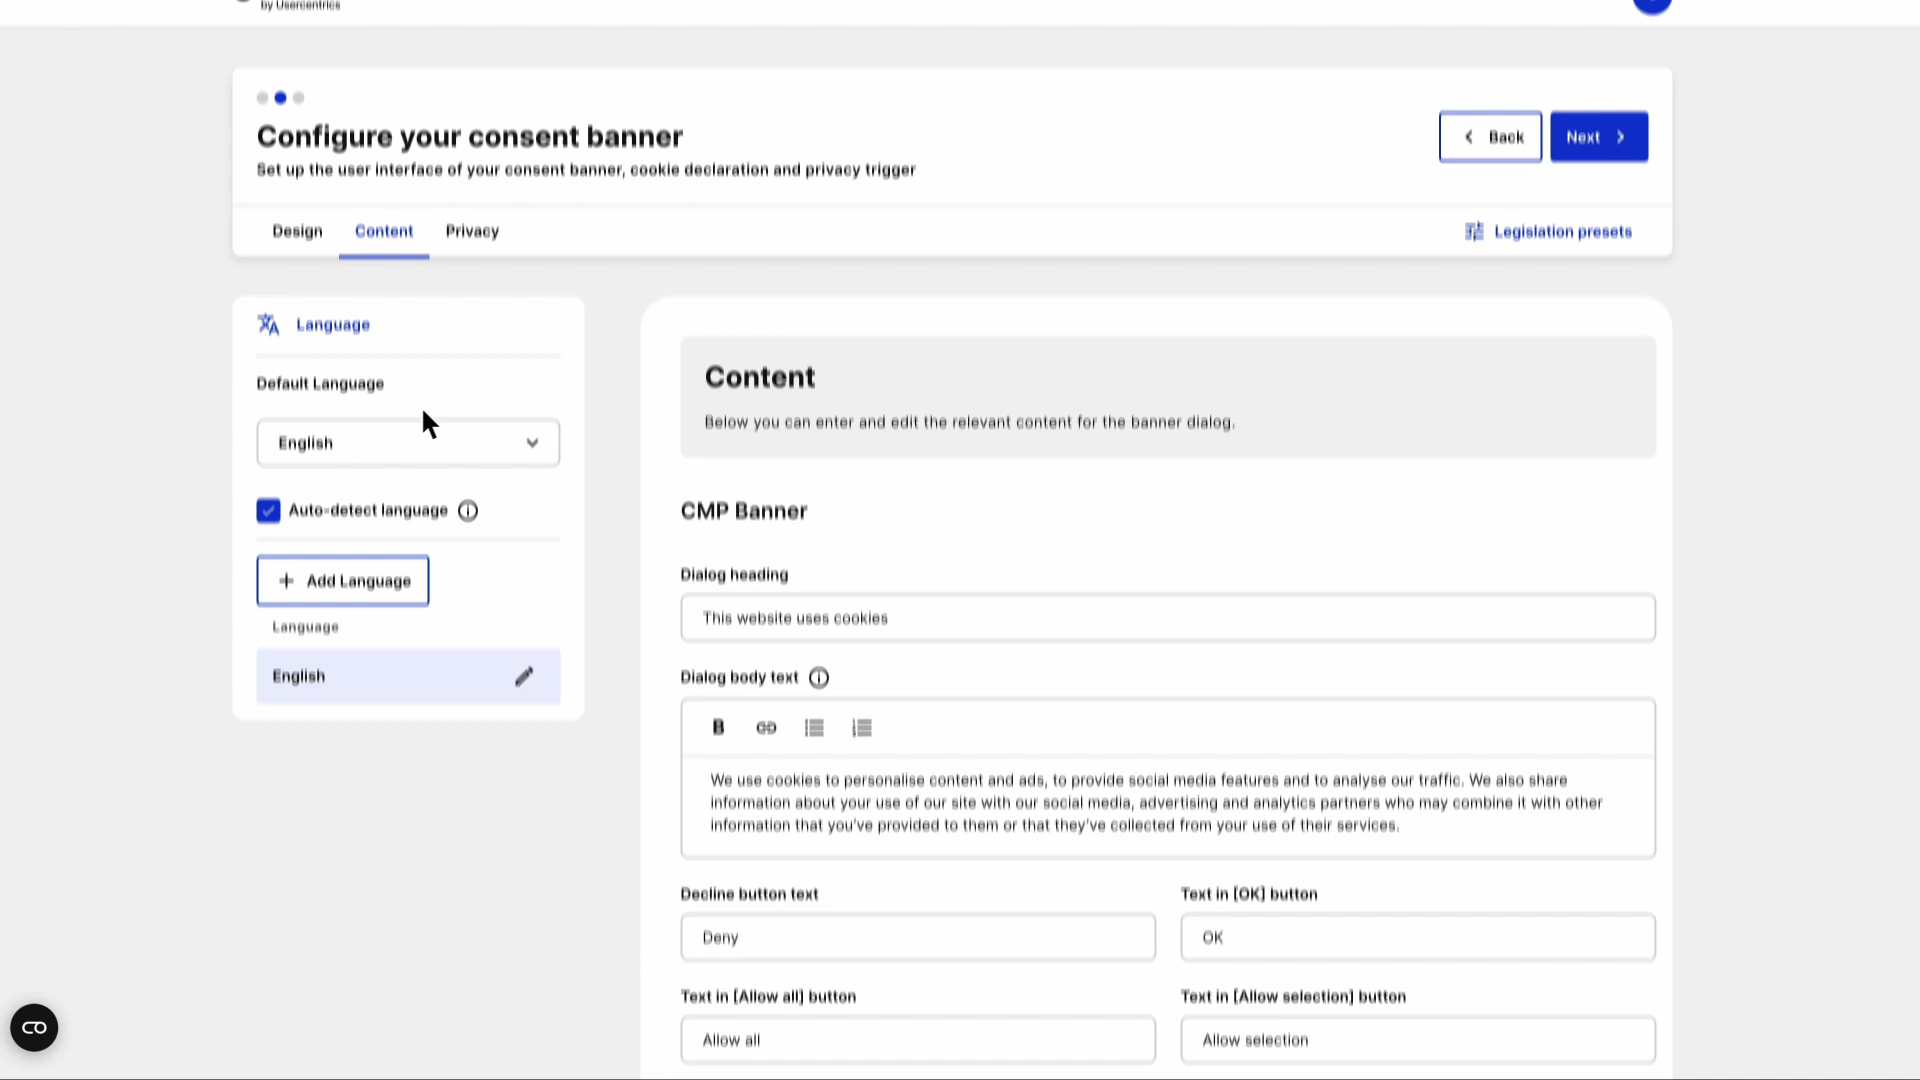 by Usercentrics
Configure your consent banner
Set up the user interface of your consent banner, cookie declaration and privacy trigger
Back
Next
Design
Content
Privacy
Legislation presets
Language
Default Language
English
Auto-detect language
Add Language
Language
English
Content
Below you can enter and edit the relevant content for the banner dialog.
CMP Banner
Dialog heading
This website uses cookies
Dialog body text
B
We use cookies to personalise content and ads, to provide social media features and to analyse our traffic. We also share
information about your use of our site with our social media, advertising and analytics partners who may combine it with other
information that you've provided to them or that they've collected from your use of their services.
Decline button text
Text in [OK] button
Deny
OK
Text in [Allow all] button
Text in [Allow selection] button
Allow all
Allow selection